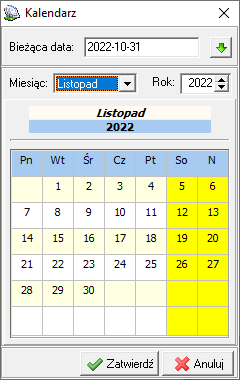 Kalendarz
Bieżąca data: 2022-10-31
Miesiąc: Listopad Rok: 2022
Listopad
2022
Pn Wt Śr Cz Pt So N
1 2 3 4 5 6
7 8 9 10 11 12 13
14 15 16 17 18 19 20
21 22 23 24 25 26 27
28 29 30
Zatwierdź Anuluj